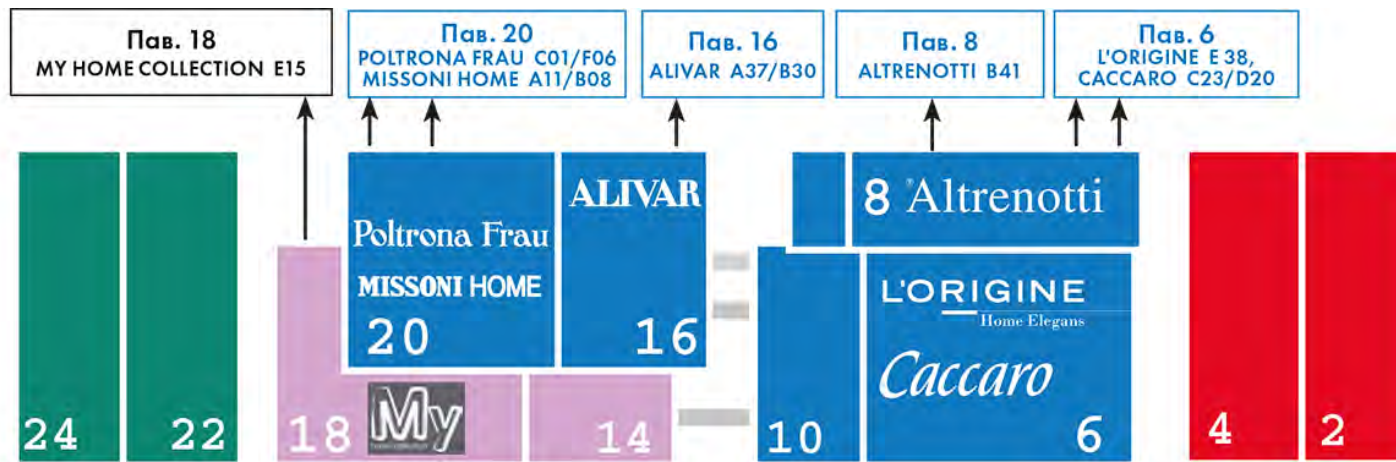 Пав. 18
MY HOME COLLECTION E15
Пав. 20
POLTRONA FRAU C01/F06
MISSONI HOME A11/B08
Пав. 16
ALIVAR A37/B30
Пав. 8
ALTRENOTTI B41
Пав. 6
L'ORIGINE E 38,
CACCARO C23/D20
ALIVAR
8 Altrenotti
Poltrona Frau
MISSONI HOME
L'ORIGINE
Home Elegans
20
16
Caccaro
My
24
22
18
14
10
6
4
2